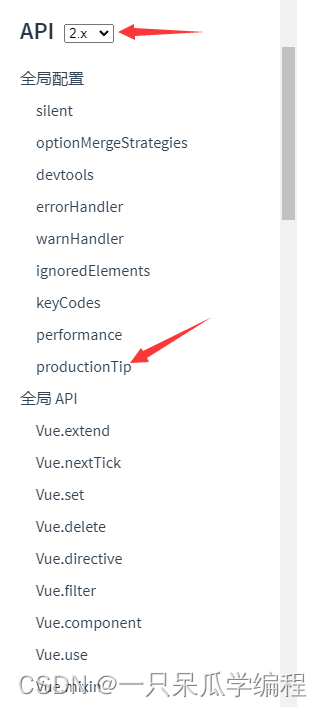 API 2.x
全局配置
silent
optionMergeStrategies
devtools
errorHandler
warnHandler
ignoredElements
keyCodes
performance
productionTip
全局 API
Vue.extend
Vue.nextTick
Vue.set
Vue.delete
Vue.directive
Vue.filter
Vue.component
Vue.use
Vue.mixin
CSDN @一只呆瓜学编程